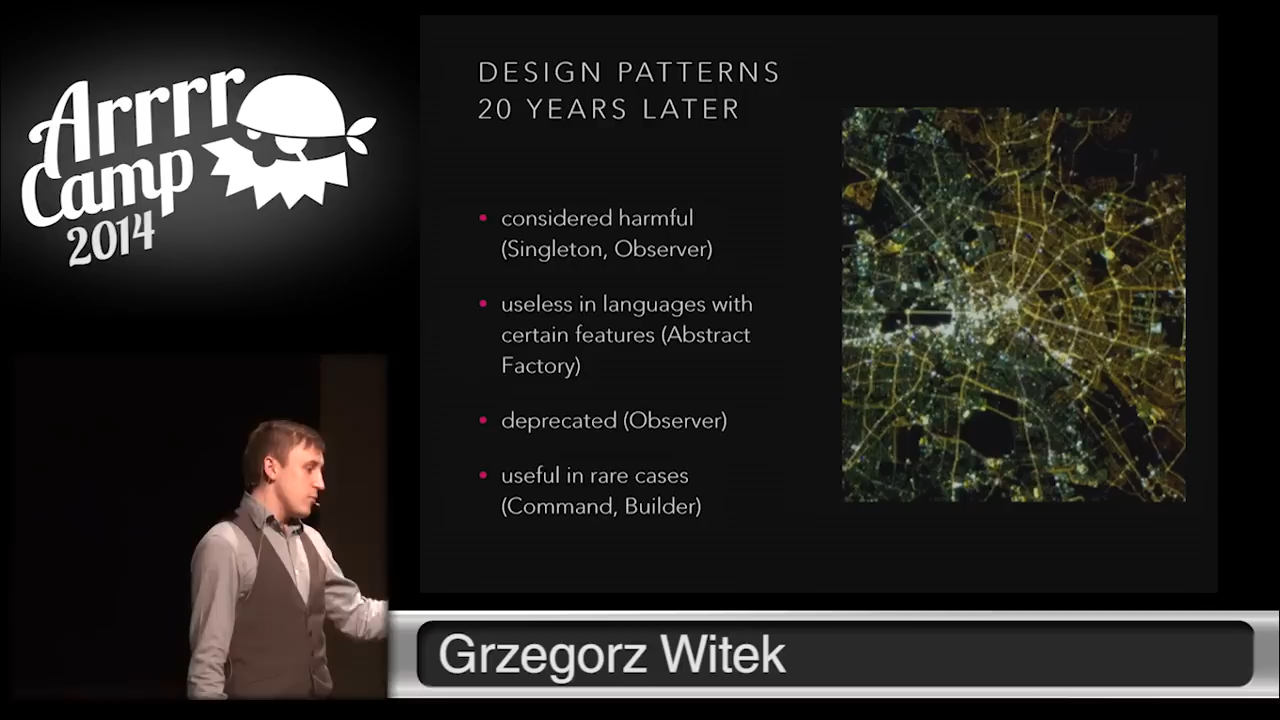 Arrrr
Camp
2014
DESIGN PATTERNS
20 YEARS LATER
• considered harmful
(Singleton, Observer)
• useless in languages with
certain features (Abstract
Factory)
• deprecated (Observer)
• useful in rare cases
(Command, Builder)
Grzegorz Witek